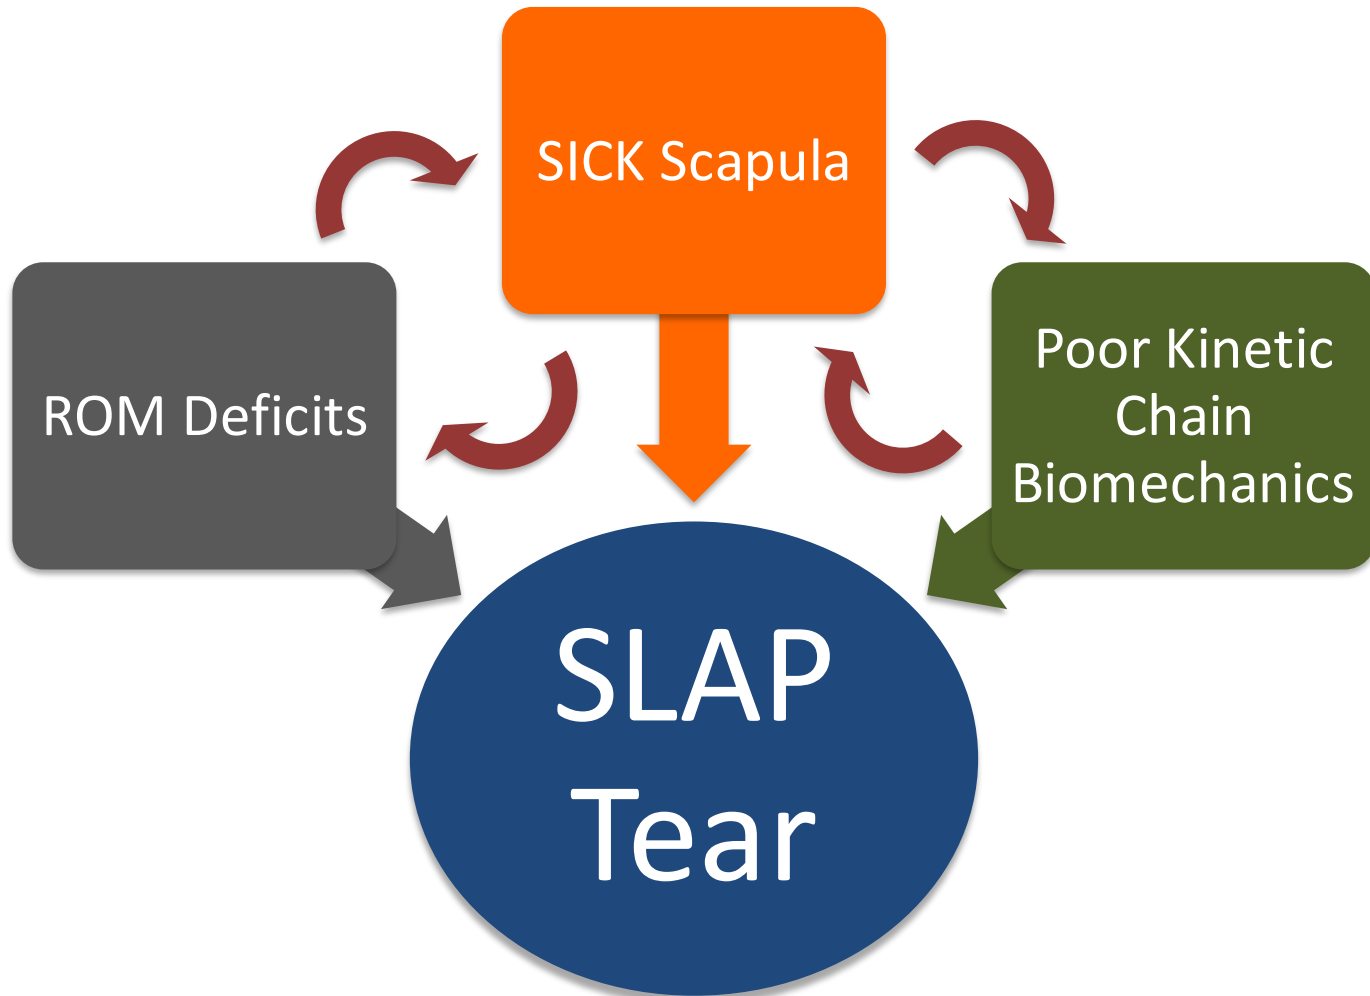 SICK Scapula
ROM Deficits
Poor Kinetic
Chain
Biomechanics
SLAP
Tear